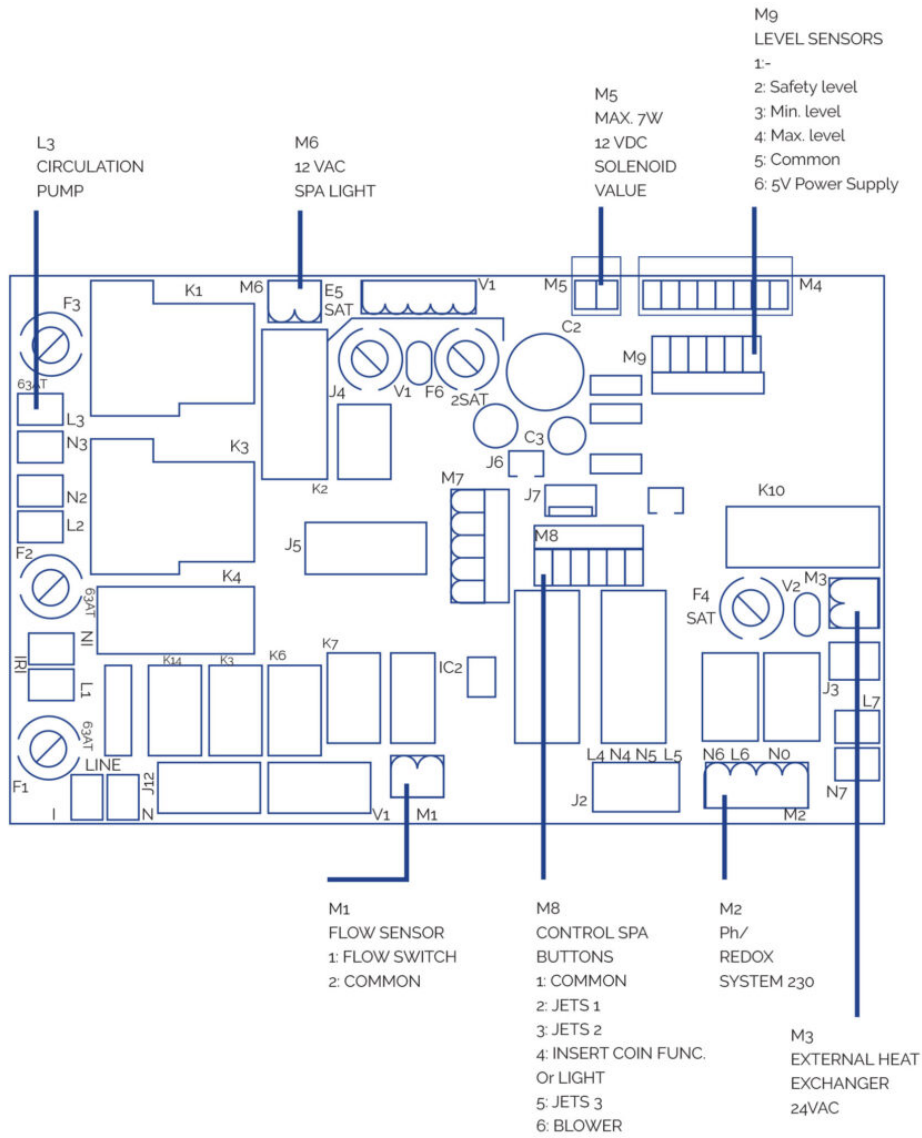 M9
LEVEL SENSORS
1:-
2: Safety level
3: Min. level
4: Max. level
5: Common
6: 5V Power Supply
M5
MAX. 7W
12 VDC
SOLENOID
VALUE
L3
CIRCULATION
PUMP
M6
12 VAC
SPA LIGHT
F3
K1
M6
E5
SAT
V1
M5
M4
C2
M9
63AT
L3
J4
V1
F6
2SAT
N3
K3
K2
C3
J6
M7
J7
K10
N2
L2
J5
M8
F2
63AT
K4
F4
SAT
V2
M3
NI
IRI
L1
K14
K3
K6
K7
IC2
J3
L7
63AT
F1
LINE
J12
L4 N4 N5 L5
N6 L6 N0
N7
I
N
V1
M1
J2
M2
M1
FLOW SENSOR
1: FLOW SWITCH
2: COMMON
M8
CONTROL SPA
BUTTONS
1: COMMON
2: JETS 1
3: JETS 2
4: INSERT COIN FUNC.
Or LIGHT
5: JETS 3
6: BLOWER
M2
Ph/
REDOX
SYSTEM 230
M3
EXTERNAL HEAT
EXCHANGER
24VAC